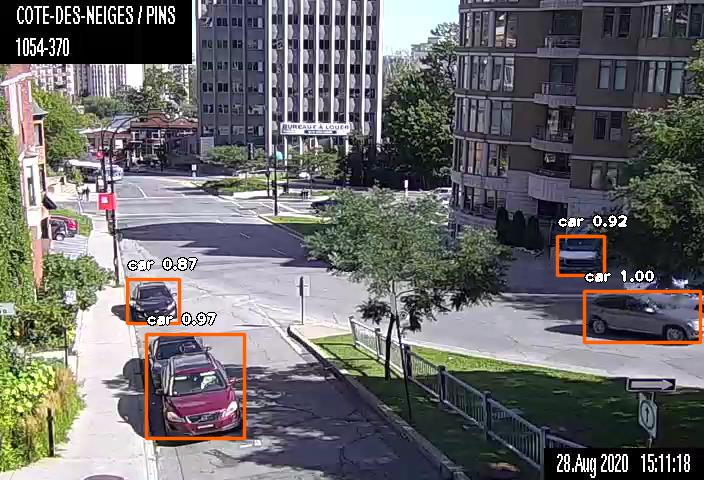 COTE-DES-NEIGES / PINS
1054-370
BUREAUX À LOUER
car 0.92
car 0.87
car 1.00
car 0.97
28.Aug 2020 15:11:18